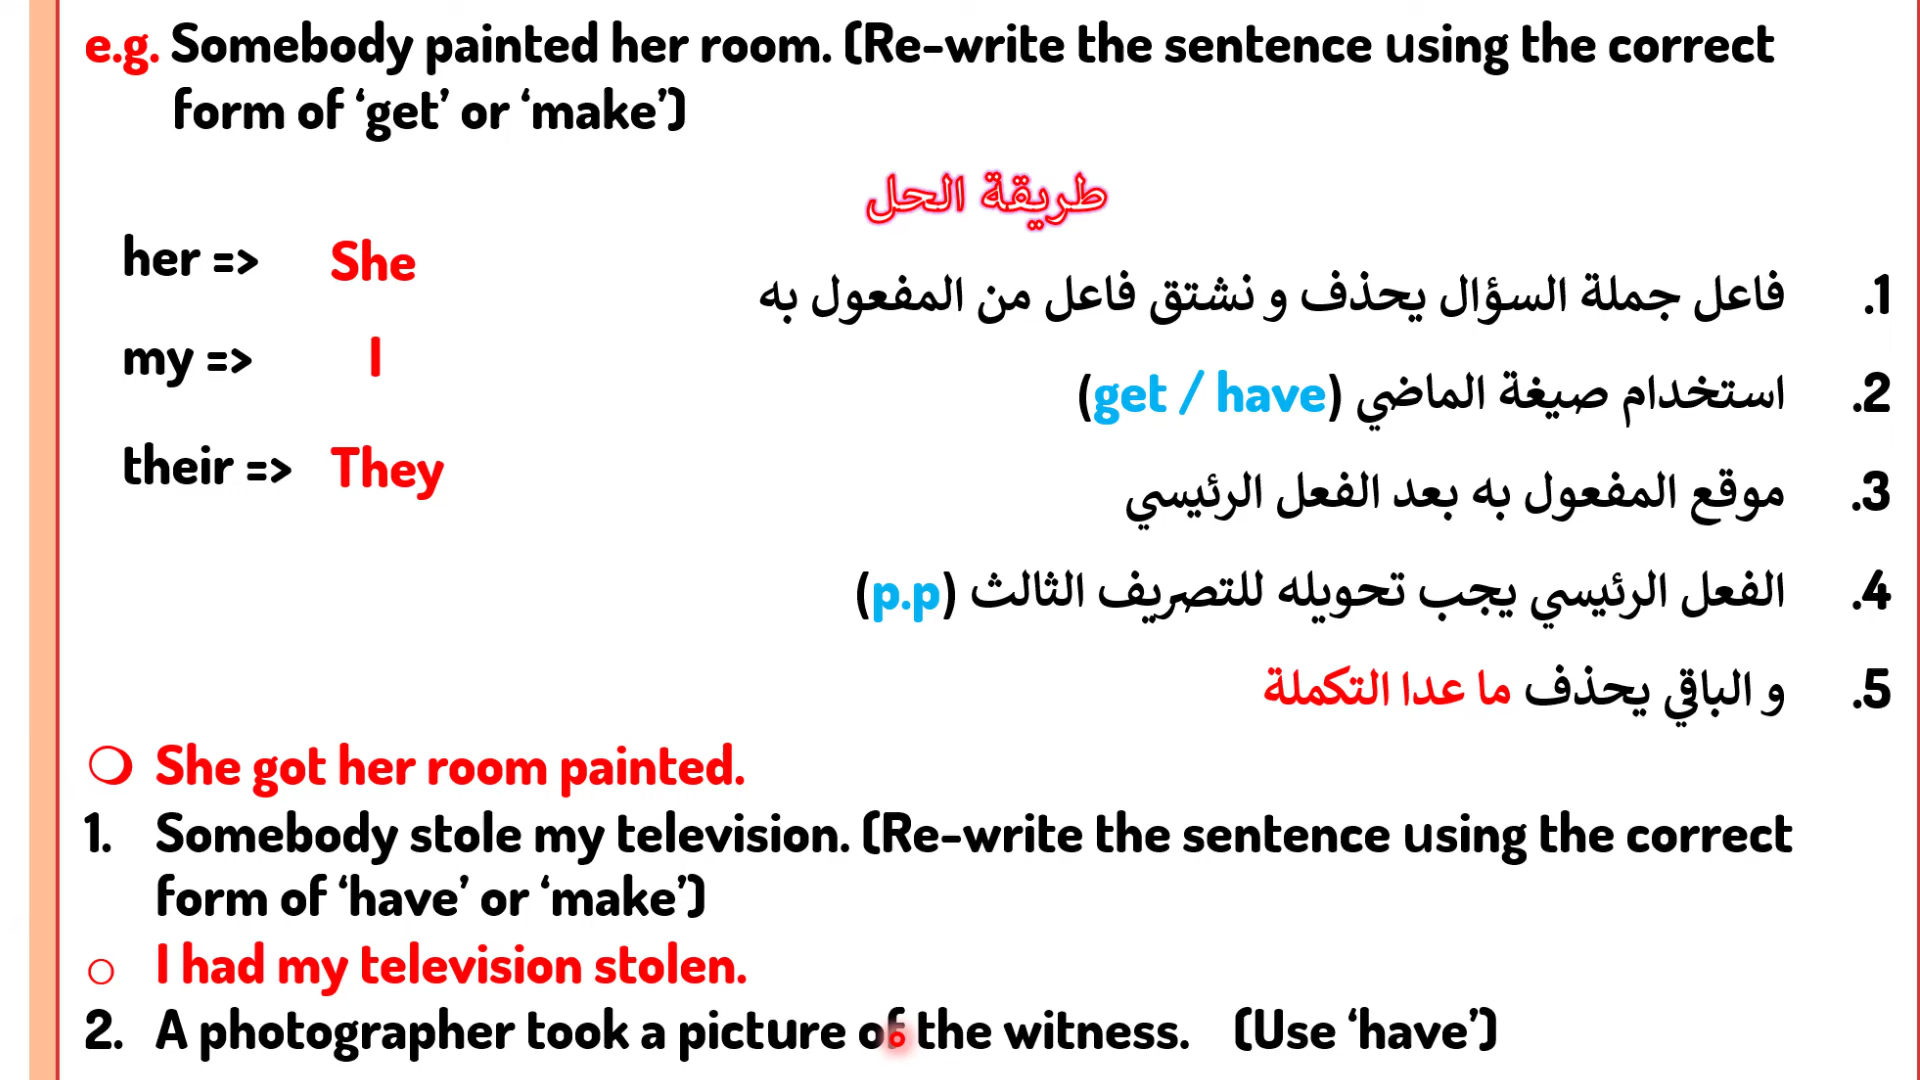 e.g. Somebody painted her room. (Re-write the sentence using the correct
form of ‘get’ or ‘make’)
طريقة الحل
her => She
my => I
their => They
1. فاعل جملة السؤال يحذف و نشتق فاعل من المفعول به
2. استخدام صيغة الماضي (get / have)
3. موقع المفعول به بعد الفعل الرئيسي
4. الفعل الرئيسي يجب تحويله للتصريف الثالث (p.p)
5. و الباقي يحذف ما عدا التكملة
She got her room painted.
1. Somebody stole my television. (Re-write the sentence using the correct
form of ‘have’ or ‘make’)
I had my television stolen.
2. A photographer took a picture of the witness. (Use ‘have’)